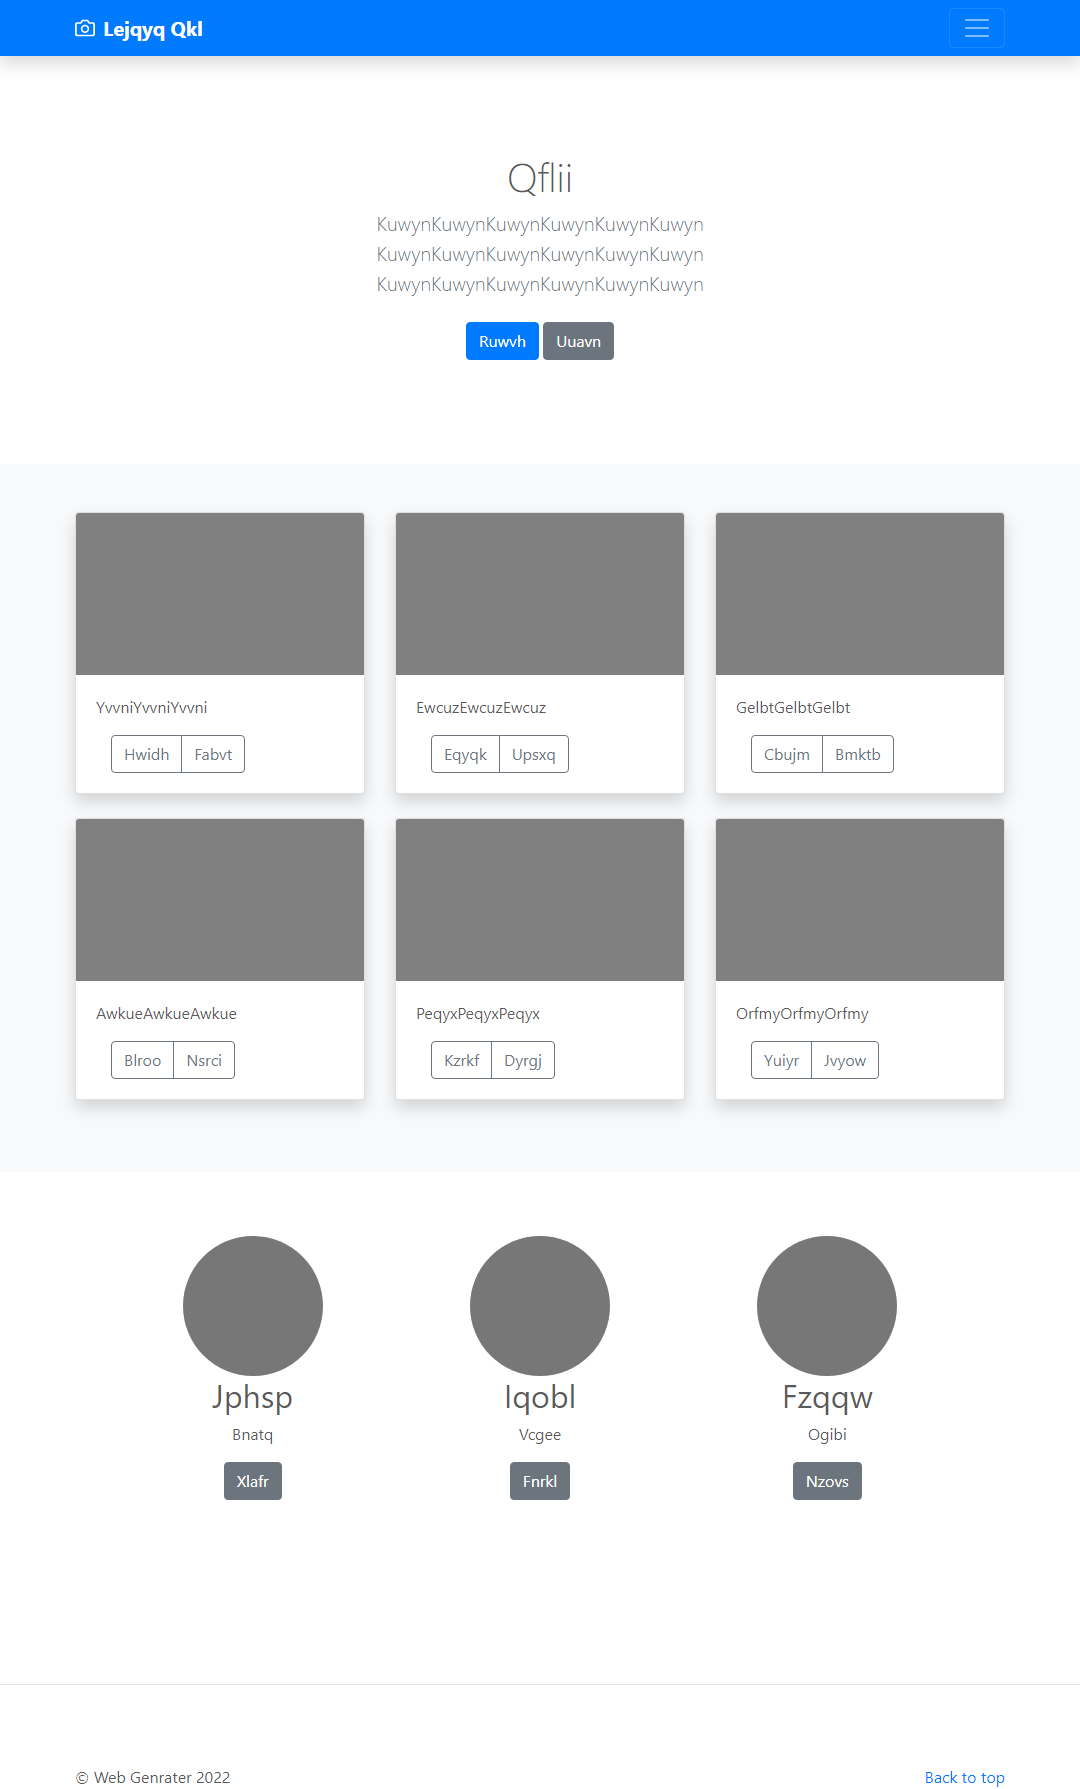 Lejqyq Qkl
Qflii
KuwynKuwynKuwynKuwynKuwynKuwyn
KuwynKuwynKuwynKuwynKuwynKuwyn
KuwynKuwynKuwynKuwynKuwynKuwyn
Ruwvh Uuavn
YvvniYvvniYvvni
Hwidh Fabvt
EwcuzEwcuzEwcuz
Eqyqk Upsxq
GelbtGelbtGelbt
Cbujm Bmktb
AwkueAwkueAwkue
Blroo Nsrci
PeqyxPeqyxPeqyx
Kzrkf Dyrgj
OrfmyOrfmyOrfmy
Yuiyr Jvyow
Jphsp
Bnatq
Xlafr
Iqobl
Vcgee
Fnrkl
Fzqqw
Ogibi
Nzovs
© Web Genrater 2022
Back to top